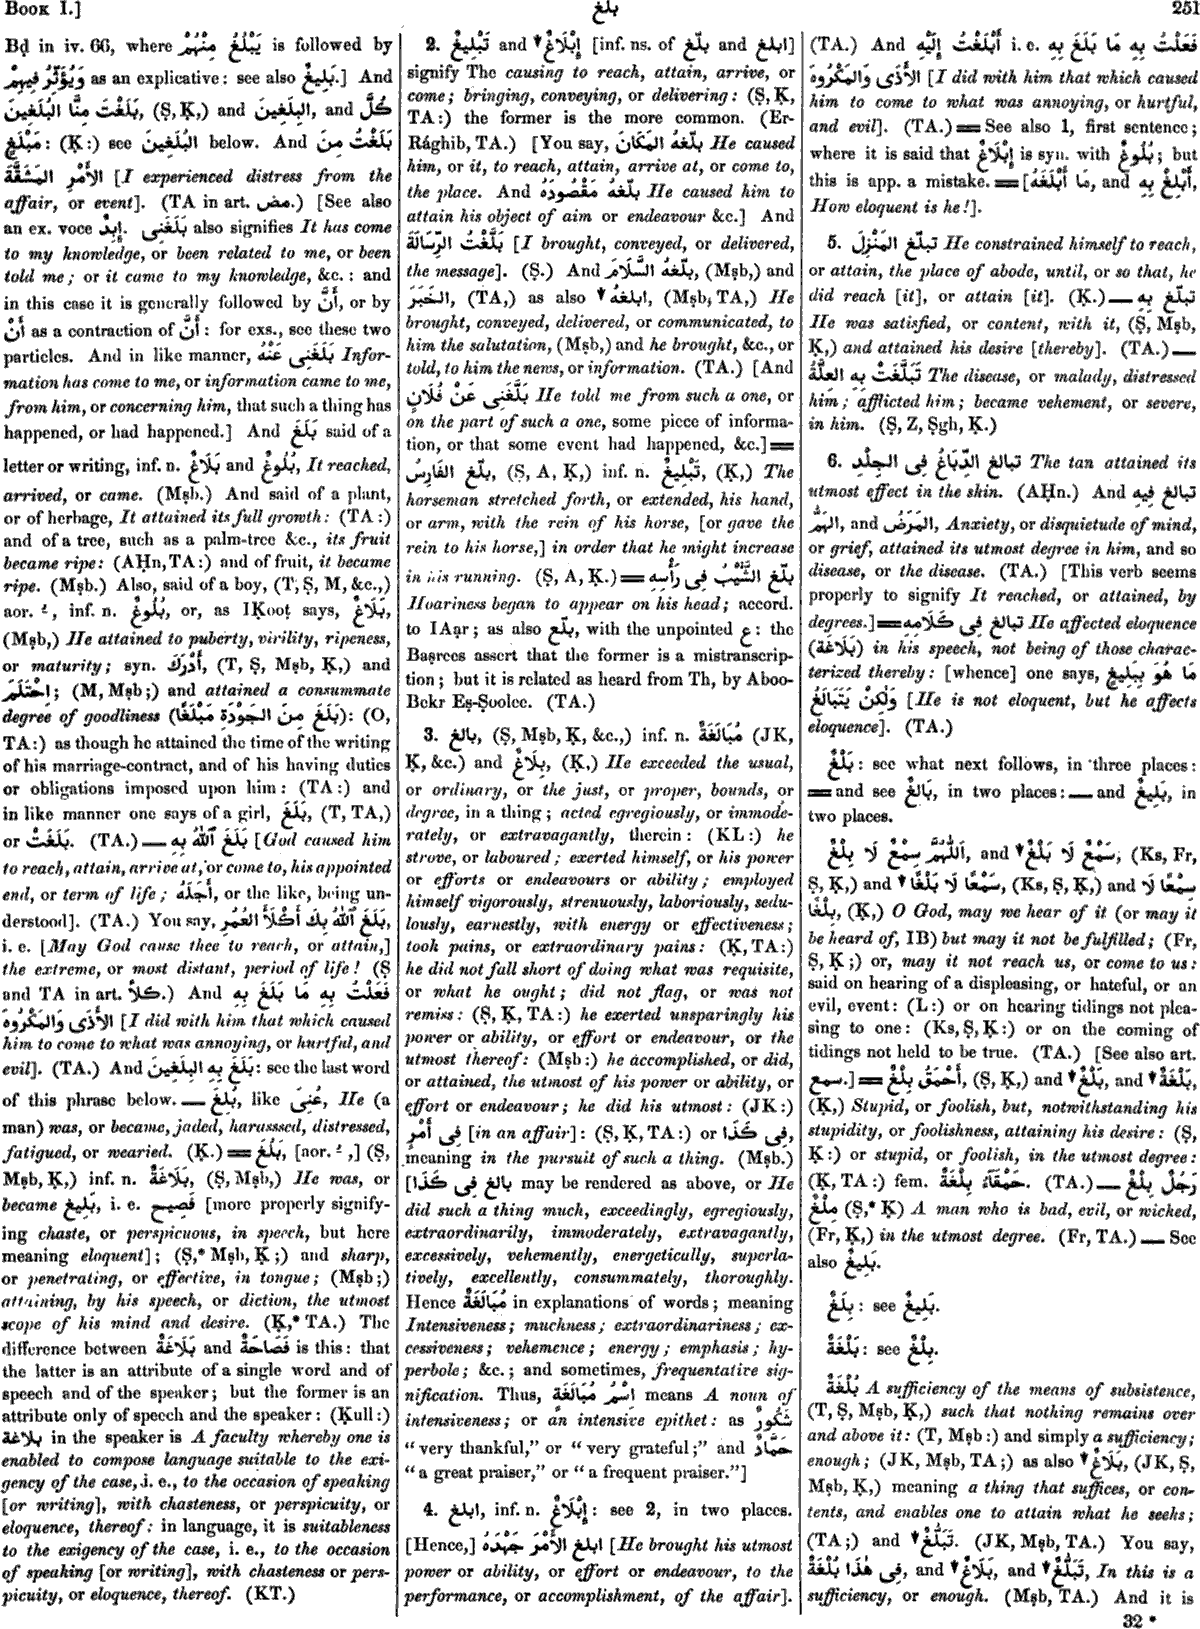 Book I.]
بلغ
251
Bḍ in iv. 66, where يَبْلُغُ مِنْهُمْ is followed by
وَيُؤَثِّرُ فِيهِمْ as an explicative: see also بَلِيغٌ.] And
بَلَغْتَ مِنَّا البُلَغِينَ, (Ṣ, Ḳ,) and البِلَغِينَ, and كُلَّ
مَبْلَغٍ: (Ḳ:) see البُلَغِينَ below. And بَلَغْتُ مِنَ
الأَمْرِ المَشَقَّةَ [I experienced distress from the
affair, or event]. (TA in art. مض.) [See also
an ex. voce إِبِدٌ. بَلَغَنِى also signifies It has come
to my knowledge, or been related to me, or been
told me; or it came to my knowledge, &c.: and
in this case it is generally followed by أَنَّ, or by
أَنْ as a contraction of أَنَّ: for exs., see these two
particles. And in like manner, بَلَغَنِى عَنْهُ Infor-
mation has come to me, or information came to me,
from him, or concerning him, that such a thing has
happened, or had happened.] And بَلَغَ said of a
letter or writing, inf. n. بَلَاغٌ and بُلُوغٌ, It reached,
arrived, or came. (Mṣb.) And said of a plant,
or of herbage, It attained its full growth: (TA:)
and of a tree, such as a palm-tree &c., its fruit
became ripe: (AḤn, TA:) and of fruit, it became
ripe. (Mṣb.) Also, said of a boy, (T, Ṣ, M, &c.,)
aor. ـُ, inf. n. بُلُوغٌ, or, as IḲooṭ says, بَلَاغٌ,
(Mṣb,) He attained to puberty, virility, ripeness,
or maturity; syn. أَدْرَكَ, (T, Ṣ, Mṣb, Ḳ,) and
اِحْتَلَمَ; (M, Mṣb;) and attained a consummate
degree of goodliness (بَلَغَ مِنَ الجَوْدَةِ مَبْلَغًا): (O,
TA:) as though he attained the time of the writing
of his marriage-contract, and of his having duties
or obligations imposed upon him: (TA:) and
in like manner one says of a girl, بَلَغَ, (T, TA,)
or بَلَغَتْ. (TA.) — بَلَغَ ٱللّٰهُ بِهِ [God caused him
to reach, attain, arrive at, or come to, his appointed
end, or term of life; أَجَلَهُ, or the like, being un-
derstood]. (TA.) You say, بَلَغَ ٱللّٰهُ بِكَ أَكْلَأَ العُمُرِ,
i. e. [May God cause thee to reach, or attain,]
the extreme, or most distant, period of life! (Ṣ
and TA in art. كلأ.) And فَعَلْتُ بِهِ مَا بَلَغَ بِهِ
الأَذَى وَالمَكْرُوهَ [I did with him that which caused
him to come to what was annoying, or hurtful, and
evil]. (TA.) And بَلَغَ بِهِ البِلَغِينَ: see the last word
of this phrase below. — بُلِغَ, like عُنِىَ, He (a
man) was, or became, jaded, harassed, distressed,
fatigued, or wearied. (Ḳ.) = بَلُغَ, [aor. ـُ,] (Ṣ,
Mṣb, Ḳ,) inf. n. بَلَاغَةٌ, (Ṣ, Mṣb,) He was, or
became بَلِيغ, i. e. فَصِيح [more properly signify-
ing chaste, or perspicuous, in speech, but here
meaning eloquent]; (Ṣ,* Mṣb, Ḳ;) and sharp,
or penetrating, or effective, in tongue; (Mṣb;)
attaining, by his speech, or diction, the utmost
scope of his mind and desire. (Ḳ,* TA.) The
difference between بَلَاغَةٌ and فَصَاحَةٌ is this: that
the latter is an attribute of a single word and of
speech and of the speaker; but the former is an
attribute only of speech and the speaker: (Kull:)
بلاغة in the speaker is A faculty whereby one is
enabled to compose language suitable to the exi-
gency of the case, i. e., to the occasion of speaking
[or writing], with chasteness, or perspicuity, or
eloquence, thereof: in language, it is suitableness
to the exigency of the case, i. e., to the occasion
of speaking [or writing], with chasteness or pers-
picuity, or eloquence, thereof. (KT.)
2. تَبْلِيغٌ and ▼ إِبْلَاغٌ [inf. ns. of بلّغ and ابلغ]
signify The causing to reach, attain, arrive, or
come; bringing, conveying, or delivering: (Ṣ, Ḳ,
TA:) the former is the more common. (Er-
Rághib, TA.) [You say, بلّغهُ المَكَانَ He caused
him, or it, to reach, attain, arrive at, or come to,
the place. And بلّغهُ مَقْصُودَهُ He caused him to
attain his object of aim or endeavour &c.] And
بَلَّغْتُ الرِّسَالَةَ [I brought, conveyed, or delivered,
the message]. (Ṣ.) And بلّغهُ السَّلَامَ, (Mṣb,) and
الخَبَرَ, (TA,) as also ▼ ابلغهُ, (Mṣb, TA,) He
brought, conveyed, delivered, or communicated, to
him the salutation, (Mṣb,) and he brought, &c., or
told, to him the news, or information. (TA.) [And
بَلَّغَنِى عَنْ فُلَانٍ He told me from such a one, or
on the part of such a one, some piece of informa-
tion, or that some event had happened, &c.] =
بلّغ الفَارِسُ, (Ṣ, A, Ḳ,) inf. n. تَبْلِيغٌ, (Ḳ,) The
horseman stretched forth, or extended, his hand,
or arm, with the rein of his horse, [or gave the
rein to his horse,] in order that he might increase
in his running. (Ṣ, A, Ḳ.) = بلّغ الشَّيْبُ فِى رَأْسِهِ
Hoariness began to appear on his head; accord.
to IAạr; as also بلّع, with the unpointed ع: the
Baṣrees assert that the former is a mistranscrip-
tion; but it is related as heard from Th, by Aboo-
Bekr Eṣ-Ṣoolee. (TA.)
3. بالغ, (Ṣ, Mṣb, Ḳ, &c.,) inf. n. مُبَالَغَةٌ (JK,
Ḳ, &c.) and بِلَاغٌ, (Ḳ,) He exceeded the usual,
or ordinary, or the just, or proper, bounds, or
degree, in a thing; acted egregiously, or immode-
rately, or extravagantly, therein: (KL:) he
strove, or laboured; exerted himself, or his power
or efforts or endeavours or ability; employed
himself vigorously, strenuously, laboriously, sedu-
lously, earnestly, with energy or effectiveness;
took pains, or extraordinary pains: (Ḳ, TA:)
he did not fall short of doing what was requisite,
or what he ought; did not flag, or was not
remiss: (Ṣ, Ḳ, TA:) he exerted unsparingly his
power or ability, or effort or endeavour, or the
utmost thereof: (Mṣb:) he accomplished, or did,
or attained, the utmost of his power or ability, or
effort or endeavour; he did his utmost: (JK:)
فِى أَمْرٍ [in an affair]: (Ṣ, Ḳ, TA:) or فِى كَذَا,
meaning in the pursuit of such a thing. (Mṣb.)
[بالغ فِى كَذَا may be rendered as above, or He
did such a thing much, exceedingly, egregiously,
extraordinarily, immoderately, extravagantly,
excessively, vehemently, energetically, superla-
tively, excellently, consummately, thoroughly.
Hence مُبَالَغَةٌ in explanations of words; meaning
Intensiveness; muchness; extraordinariness; ex-
cessiveness; vehemence; energy; emphasis; hy-
perbole; &c.; and sometimes, frequentative sig-
nification. Thus, اِسْمُ مُبَالَغَةٍ means A noun of
intensiveness; or an intensive epithet: as شَكُورٌ
"very thankful," or "very grateful;" and حَمَّادٌ
"a great praiser," or "a frequent praiser."]
4. ابلغ, inf. n. إِبْلَاغٌ: see 2, in two places.
[Hence,] ابلغ الأَمْرَ جَهْدَهُ [He brought his utmost
power or ability, or effort or endeavour, to the
performance, or accomplishment, of the affair].
(TA.) And أَبْلَغْتُ إِلَيْهِ i. e. فَعَلْتُ بِهِ مَا بَلَغَ بِهِ
الأَذَى وَالمَكْرُوهَ [I did with him that which caused
him to come to what was annoying, or hurtful,
and evil]. (TA.) = See also 1, first sentence;
where it is said that إِبْلَاغٌ is syn. with بُلُوغٌ; but
this is app. a mistake. = [مَا أَبْلَغَهُ, and أَبْلِغْ بِهِ,
How eloquent is he!].
5. تبلّغ المَنْزِلَ He constrained himself to reach,
or attain, the place of abode, until, or so that, he
did reach [it], or attain [it]. (Ḳ.) — تبلّغ بِهِ
He was satisfied, or content, with it, (Ṣ, Mṣb,
Ḳ,) and attained his desire [thereby]. (TA.) —
تَبَلَّغَتْ بِهِ العِلَّةُ The disease, or malady, distressed
him; afflicted him; became vehement, or severe,
in him. (Ṣ, Z, Ṣgh, Ḳ.)
6. تبالغ الدِّبَاغُ فِى الجِلْدِ The tan attained its
utmost effect in the skin. (AḤn.) And تبالغ فِيهِ
الهَمُّ, and المَرَضُ, Anxiety, or disquietude of mind,
or grief, attained its utmost degree in him, and so
disease, or the disease. (TA.) [This verb seems
properly to signify It reached, or attained, by
degrees.] = تبالغ فِى كَلَامِهِ He affected eloquence
(بَلَاغَة) in his speech, not being of those charac-
terized thereby: [whence] one says, مَا هُوَ بِبَلِيغٍ
وَلٰكِنْ يَتَبَالَغُ [He is not eloquent, but he affects
eloquence]. (TA.)
بَلْغٌ: see what next follows, in three places:
= and see بَالِغٌ, in two places: — and بَلِيغٌ, in
two places.
اَللّٰهُمَّ سِمْعٌ لَا بِلْغٌ, and ▼ سَمْعٌ لَا بَلْغٌ, (Ks, Fr,
Ṣ, Ḳ,) and ▼ سَمْعًا لَا بَلْغًا, (Ks, Ṣ, Ḳ,) and سِمْعًا لَا
بِلْغًا, (Ḳ,) O God, may we hear of it (or may it
be heard of, IB) but may it not be fulfilled; (Fr,
Ṣ, Ḳ;) or, may it not reach us, or come to us:
said on hearing of a displeasing, or hateful, or an
evil, event: (L:) or on hearing tidings not plea-
sing to one: (Ks, Ṣ, Ḳ:) or on the coming of
tidings not held to be true. (TA.) [See also art.
سمع.] = أَحْمَقُ بِلْغٌ, (Ṣ, Ḳ,) and ▼ بَلْغٌ, and ▼ بَلْغَةٌ,
(Ḳ,) Stupid, or foolish, but, notwithstanding his
stupidity, or foolishness, attaining his desire: (Ṣ,
Ḳ:) or stupid, or foolish, in the utmost degree:
(Ḳ, TA:) fem. حَمْقَآءُ بِلْغَةٌ. (TA.) — رَجُلٌ بِلْغٌ
مِلْغٌ (Ṣ,* Ḳ) A man who is bad, evil, or wicked,
(Fr, Ḳ,) in the utmost degree. (Fr, TA.) — See
also بَلِيغٌ.
بِلَغٌ: see بَلِيغٌ.
بَلْغَةٌ: see بِلْغٌ.
بُلْغَةٌ A sufficiency of the means of subsistence,
(T, Ṣ, Mṣb, Ḳ,) such that nothing remains over
and above it: (T, Mṣb:) and simply a sufficiency;
enough; (JK, Mṣb, TA;) as also ▼ بَلَاغٌ, (JK, Ṣ,
Mṣb, Ḳ,) meaning a thing that suffices, or con-
tents, and enables one to attain what he seeks;
(TA;) and ▼ تَبَلُّغٌ. (JK, Mṣb, TA.) You say,
فِى هٰذَا بُلْغَةٌ, and ▼ بَلَاغٌ, and ▼ تَبَلُّغٌ, In this is a
sufficiency, or enough. (Mṣb, TA.) And it is
32 *